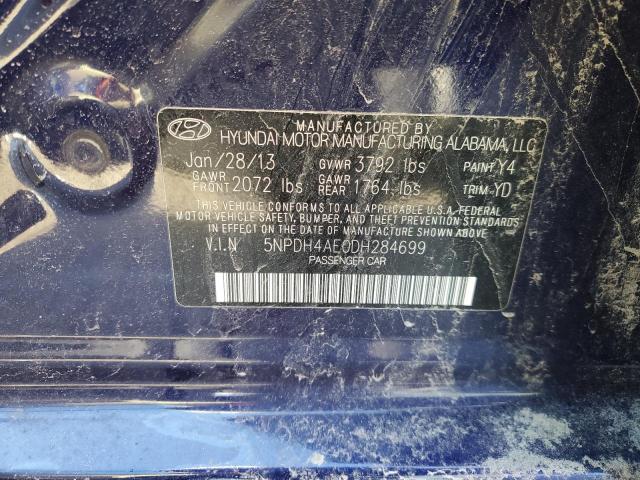 MANUFACTURED BY
HYUNDAI MOTOR MANUFACTURING ALABAMA, LLC
Jan/28/13 GVWR 3792 lbs PAINT Y4
GAWR FRONT 2072 lbs GAWR REAR 1764 lbs TRIM YD
THIS VEHICLE CONFORMS TO ALL APPLICABLE U.S.A. FEDERAL
MOTOR VEHICLE SAFETY, BUMPER, AND THEFT PREVENTION STANDARDS
IN EFFECT ON THE DATE OF MANUFACTURE SHOWN ABOVE.
V.I.N 5NPDH4AE0DH284699
PASSENGER CAR